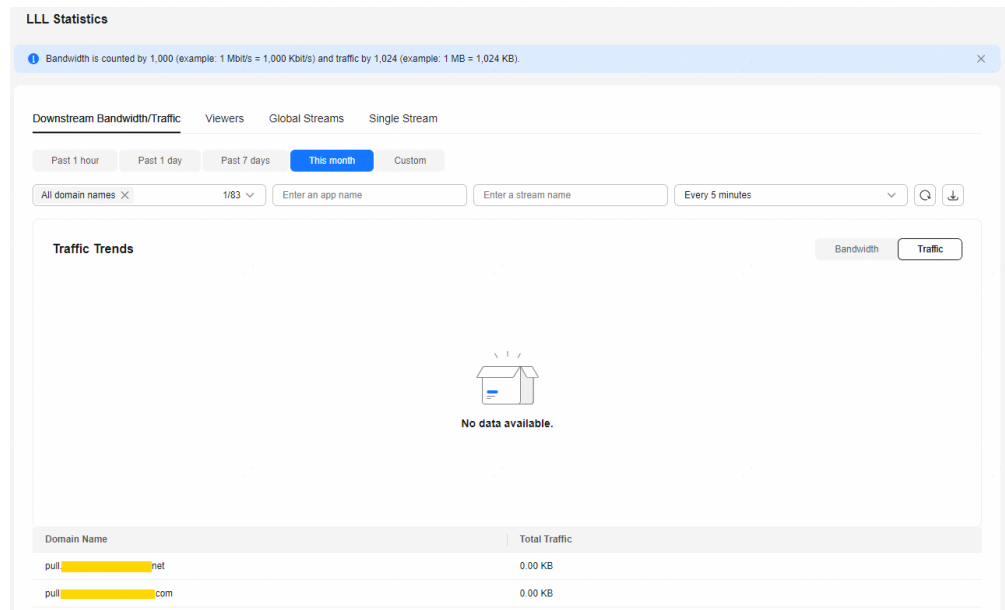 LLL Statistics
Bandwidth is counted by 1,000 (example: 1 Mbit/s = 1,000 Kbit/s) and traffic by 1,024 (example: 1 MB = 1,024 KB).
Downstream Bandwidth/Traffic Viewers Global Streams Single Stream
Past 1 hour Past 1 day Past 7 days This month Custom
All domain names 1/83 Enter an app name Enter a stream name Every 5 minutes
Traffic Trends Bandwidth Traffic
No data available.
Domain Name Total Traffic
pull. net 0.00 KB
pull com 0.00 KB